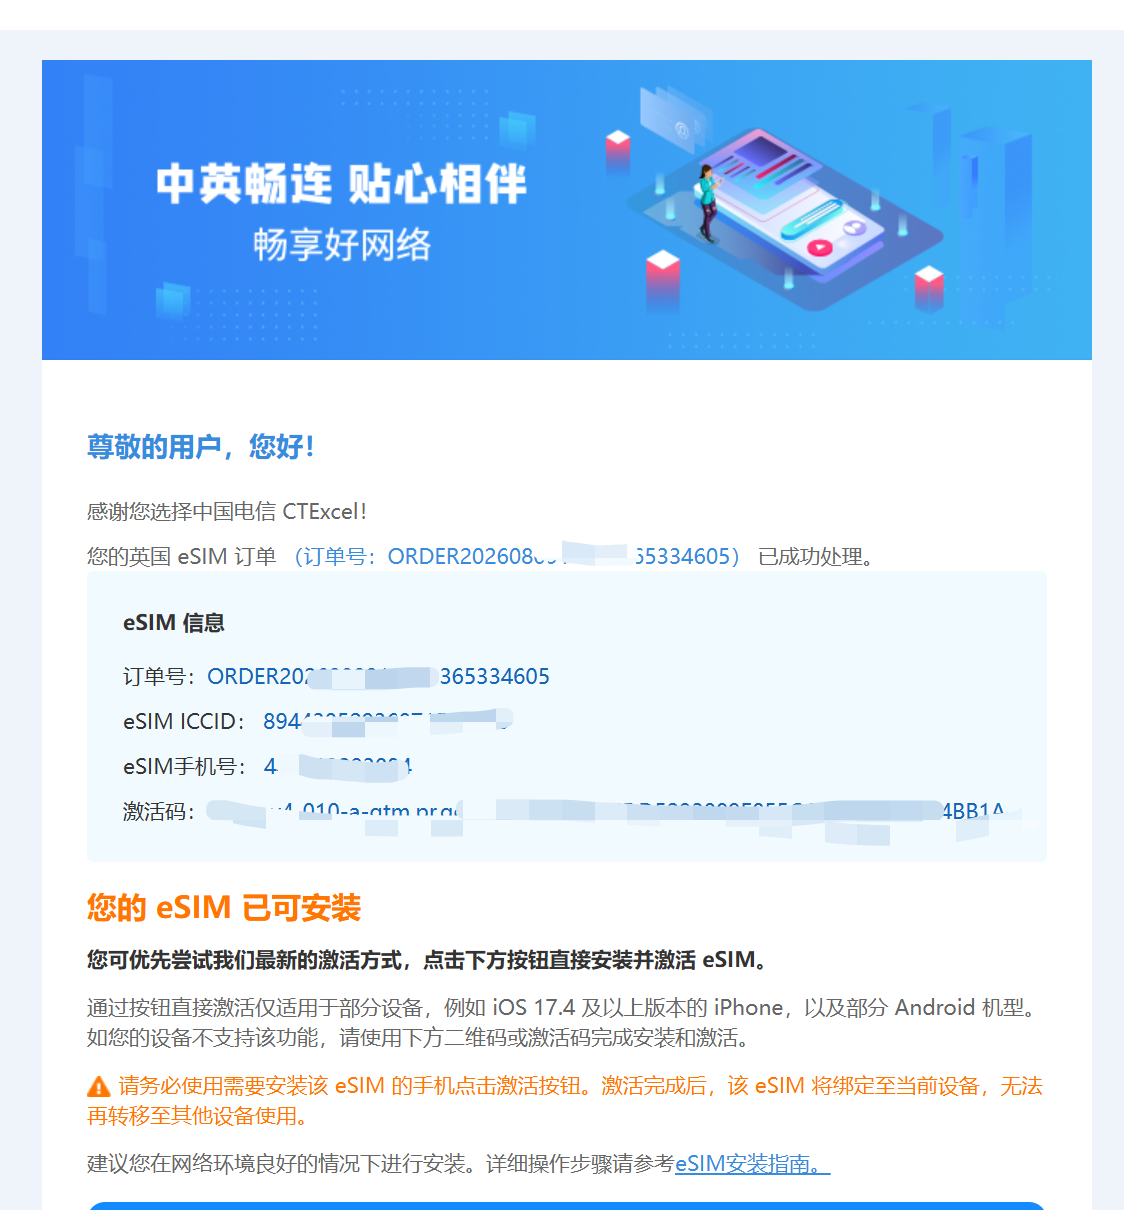 中英畅连 贴心相伴
畅享好网络
尊敬的用户，您好！
感谢您选择中国电信 CTExcel！
您的英国 eSIM 订单 （订单号：ORDER202608 65334605） 已成功处理。
eSIM 信息
订单号：ORDER202 365334605
eSIM ICCID： 894
eSIM手机号： 4
激活码： 4BB1A
您的 eSIM 已可安装
您可优先尝试我们最新的激活方式，点击下方按钮直接安装并激活 eSIM。
通过按钮直接激活仅适用于部分设备，例如 iOS 17.4 及以上版本的 iPhone，以及部分 Android 机型。
如您的设备不支持该功能，请使用下方二维码或激活码完成安装和激活。
请务必使用需要安装该 eSIM 的手机点击激活按钮。激活完成后，该 eSIM 将绑定至当前设备，无法
再转移至其他设备使用。
建议您在网络环境良好的情况下进行安装。详细操作步骤请参考eSIM安装指南。